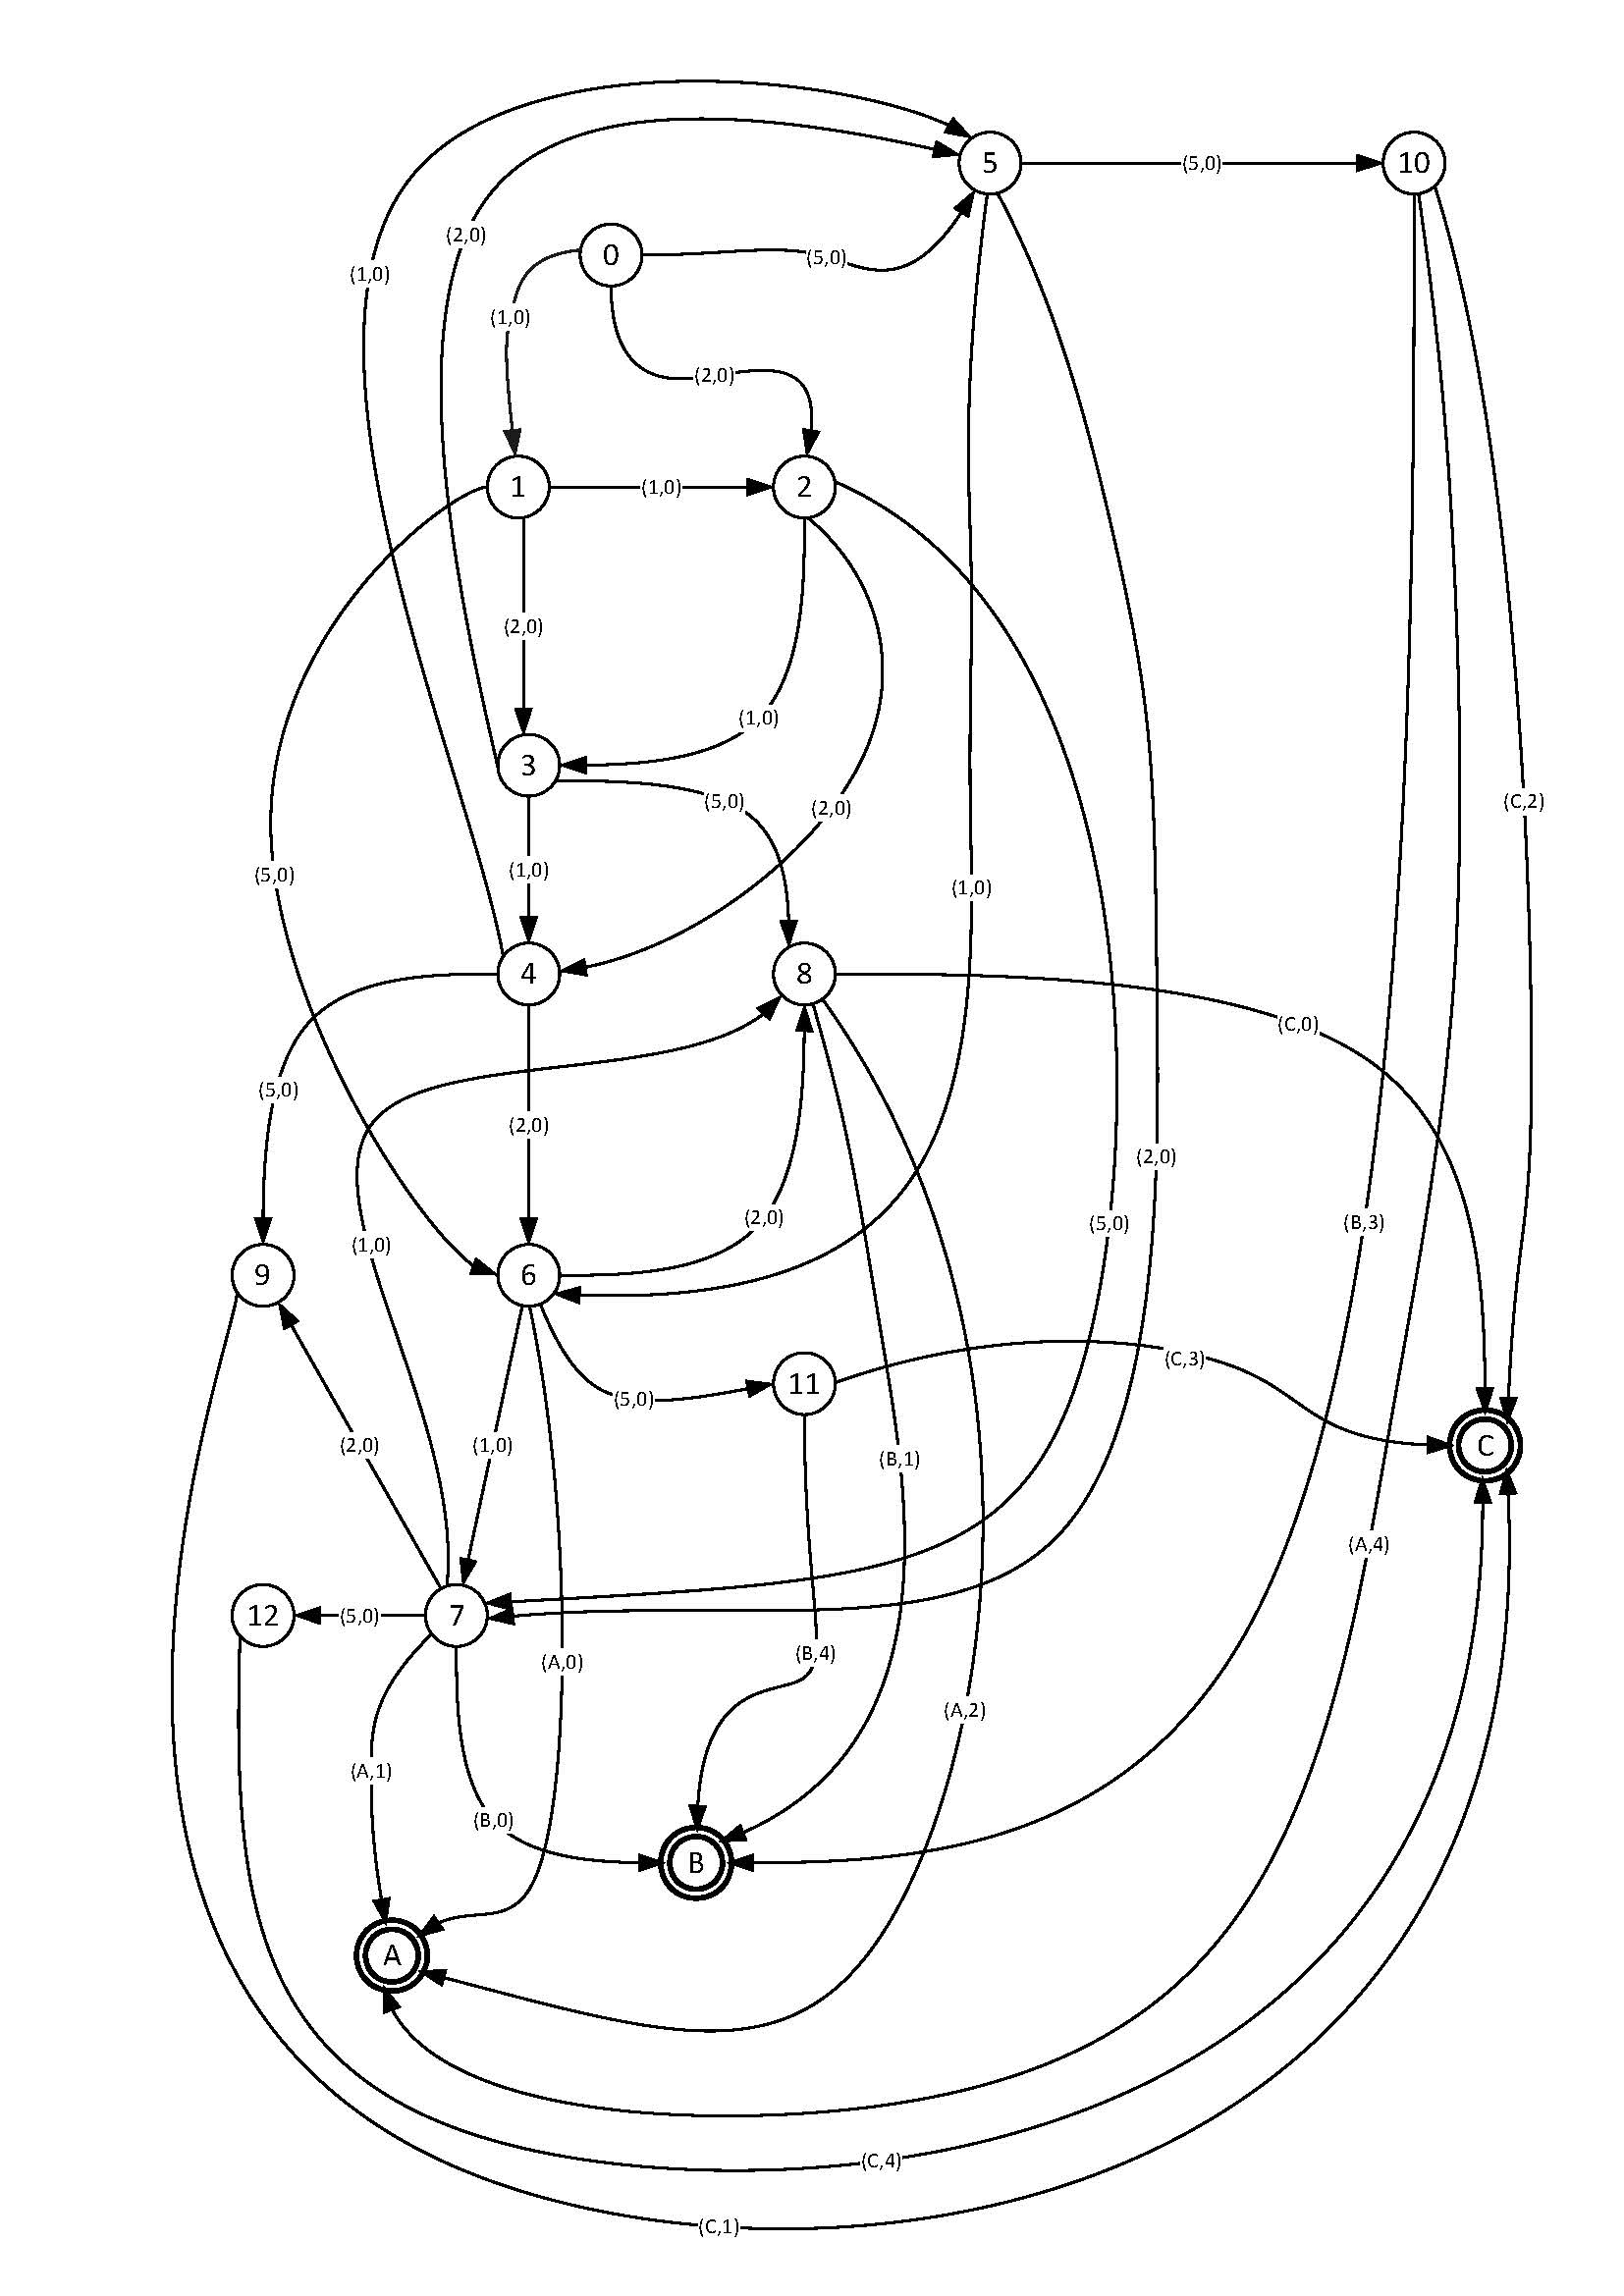 5
(5,0)
10
(2,0)
0
(5,0)
(1,0)
(1,0)
(2,0)
1
(1,0)
2
(2,0)
(1,0)
3
(5,0)
(2,0)
(C,2)
(1,0)
(5,0)
(1,0)
4
8
(C,0)
(5,0)
(2,0)
(2,0)
(1,0)
(2,0)
(5,0)
(B,3)
9
6
(C,3)
11
(5,0)
(2,0)
(1,0)
(B,1)
C
(A,4)
12
(5,0)
7
(A,0)
(B,4)
(A,2)
(A,1)
(B,0)
B
A
(C,4)
(C,1)